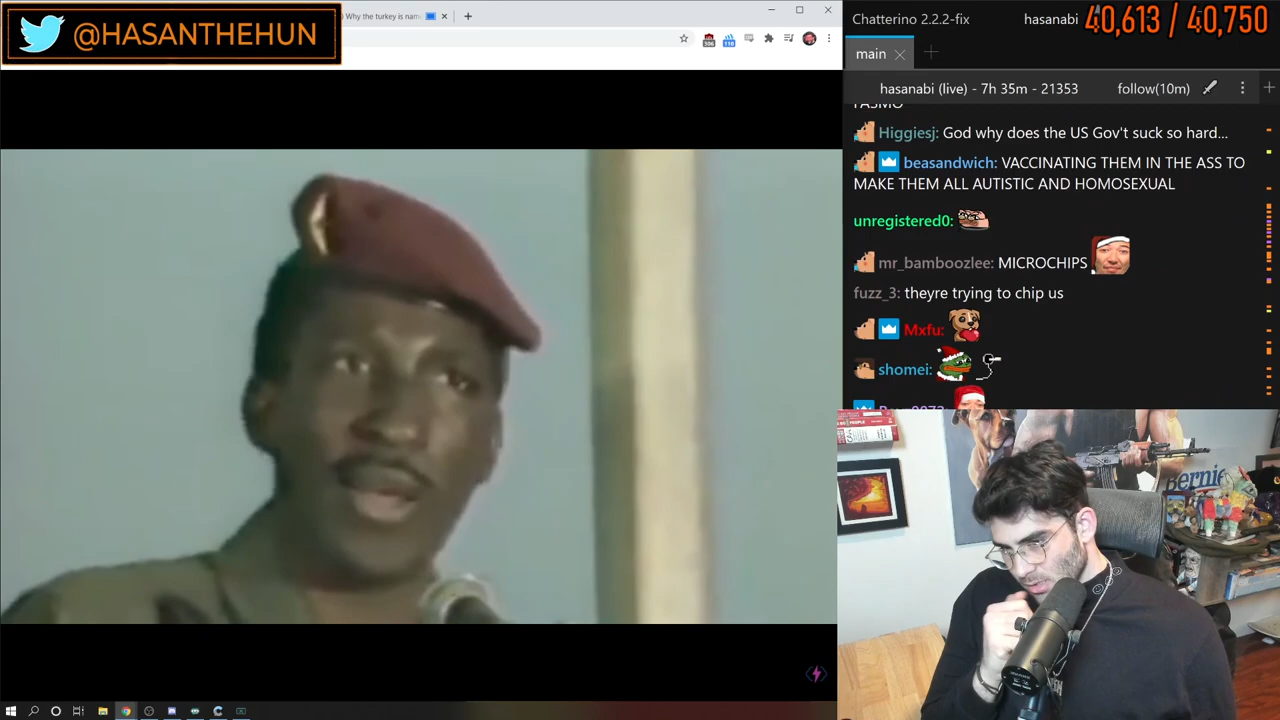 @HASANTHEHUN
Why the turkey is nam
506
110
Chatterino 2.2.2-fix
hasanabi
40,613 / 40,750
main
hasanabi (live) - 7h 35m - 21353
follow(10m)
Higgiesj: God why does the US Gov't suck so hard...
beasandwich: VACCINATING THEM IN THE ASS TO
MAKE THEM ALL AUTISTIC AND HOMOSEXUAL
unregistered0:
mr_bamboozlee: MICROCHIPS
fuzz_3: theyre trying to chip us
Mxfu:
shomei:
Bernie